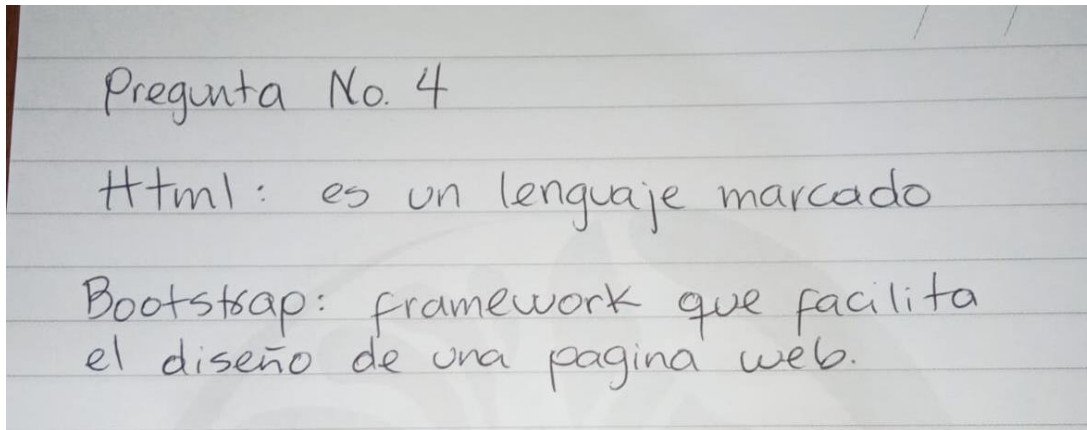 Pregunta No. 4
Html: es un lenguaje marcado
Bootstrap: framework que facilita
el diseño de una pagina web.